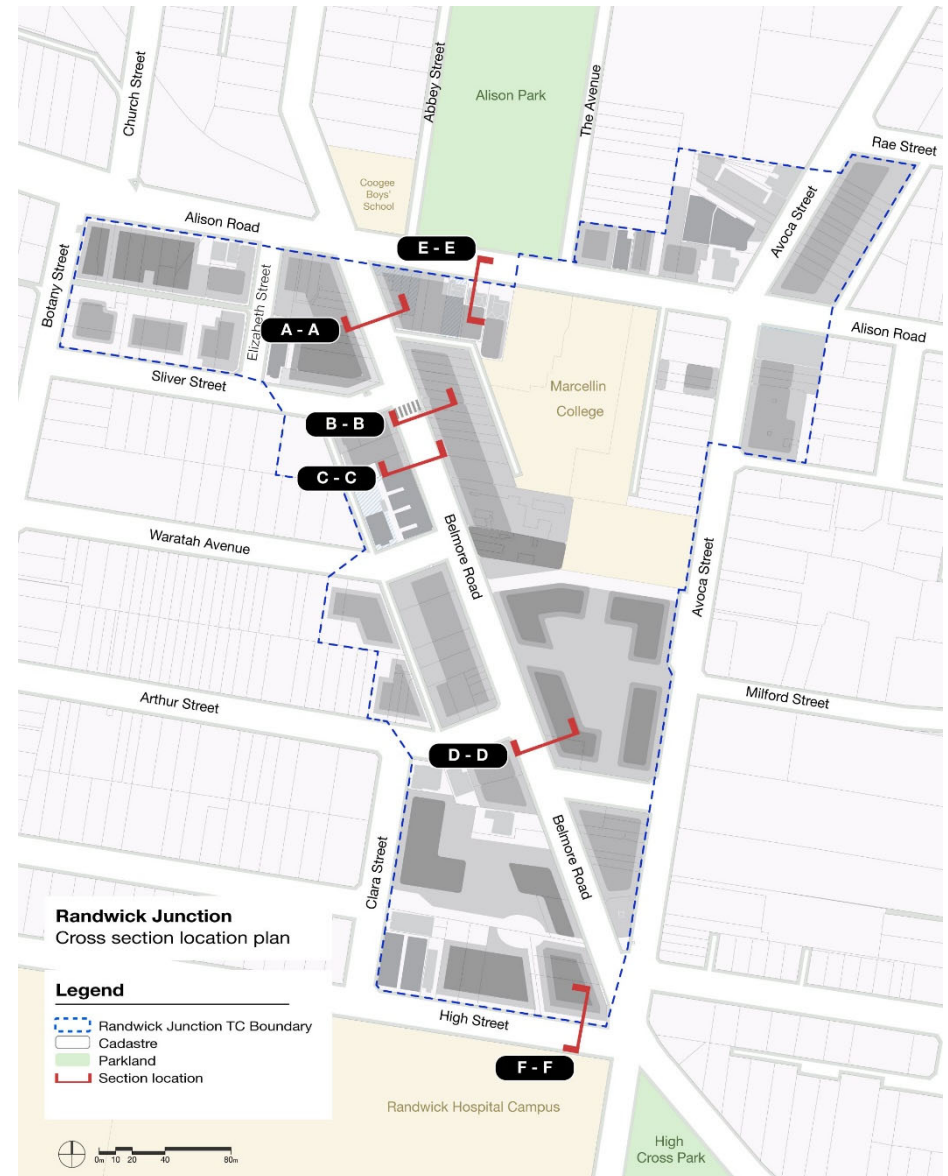 Church Street
Abbey Street
Alison Park
The Avenue
Rae Street
Avoca Street
Coogee
Boys'
School
Alison Road
E - E
Botany Street
Elizabeth Street
A - A
Alison Road
Sliver Street
Marcellin
College
B - B
C - C
Waratah Avenue
Belmore Road
Avoca Street
Arthur Street
Milford Street
D - D
Belmore Road
Clara Street
Randwick Junction
Cross section location plan
Legend
Randwick Junction TC Boundary
Cadastre
Parkland
Section location
High Street
F - F
Randwick Hospital Campus
High
Cross Park
0m 10 20 40 80m